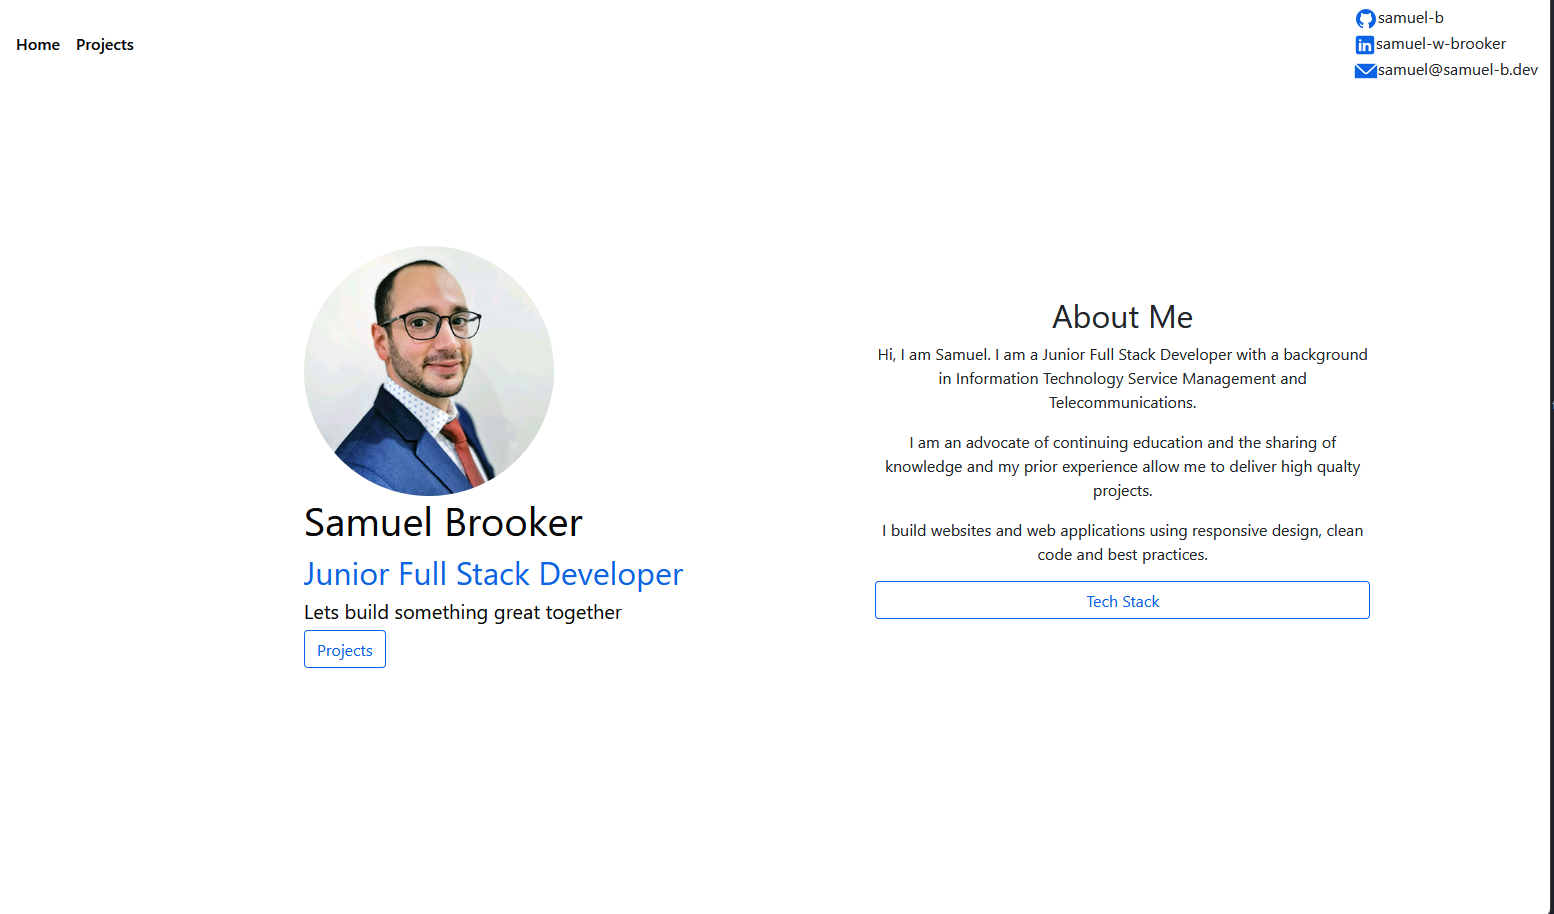 Home Projects
samuel-b
samuel-w-brooker
samuel@samuel-b.dev
Samuel Brooker
Junior Full Stack Developer
Lets build something great together
Projects
About Me
Hi, I am Samuel. I am a Junior Full Stack Developer with a background
in Information Technology Service Management and
Telecommunications.
I am an advocate of continuing education and the sharing of
knowledge and my prior experience allow me to deliver high qualty
projects.
I build websites and web applications using responsive design, clean
code and best practices.
Tech Stack